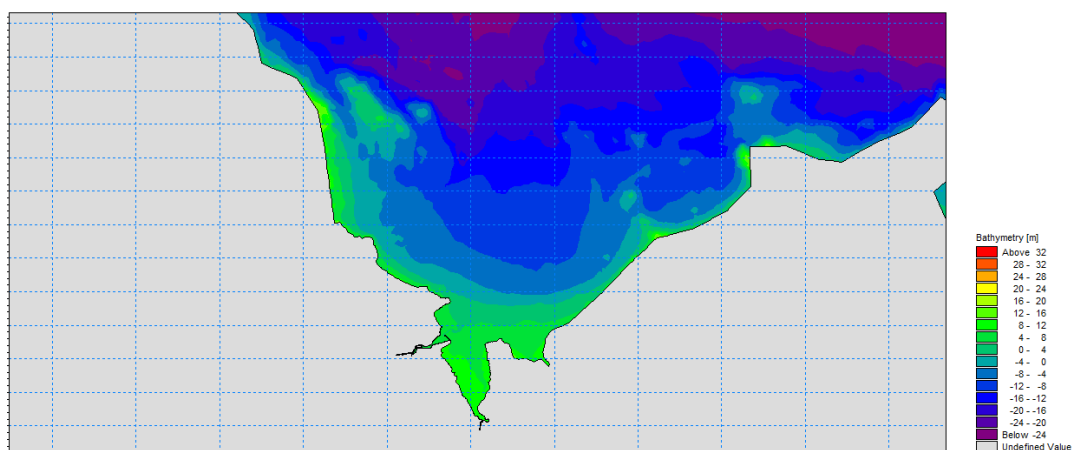 Bathymetry [m]
Above 32
28 - 32
24 - 28
20 - 24
16 - 20
12 - 16
8 - 12
4 - 8
0 - 4
-4 - 0
-8 - -4
-12 - -8
-16 - -12
-20 - -16
-24 - -20
Below -24
Undefined Value